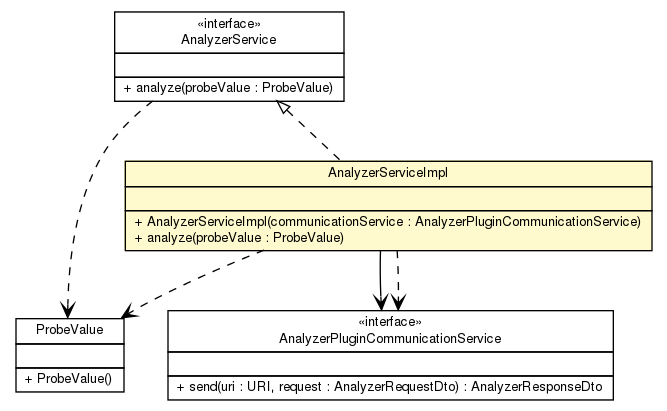 «interface»
AnalyzerService
+ analyze(probeValue : ProbeValue)
AnalyzerServiceImpl
+ AnalyzerServiceImpl(communicationService : AnalyzerPluginCommunicationService)
+ analyze(probeValue : ProbeValue)
ProbeValue
+ ProbeValue()
«interface»
AnalyzerPluginCommunicationService
+ send(uri : URI, request : AnalyzerRequestDto) : AnalyzerResponseDto